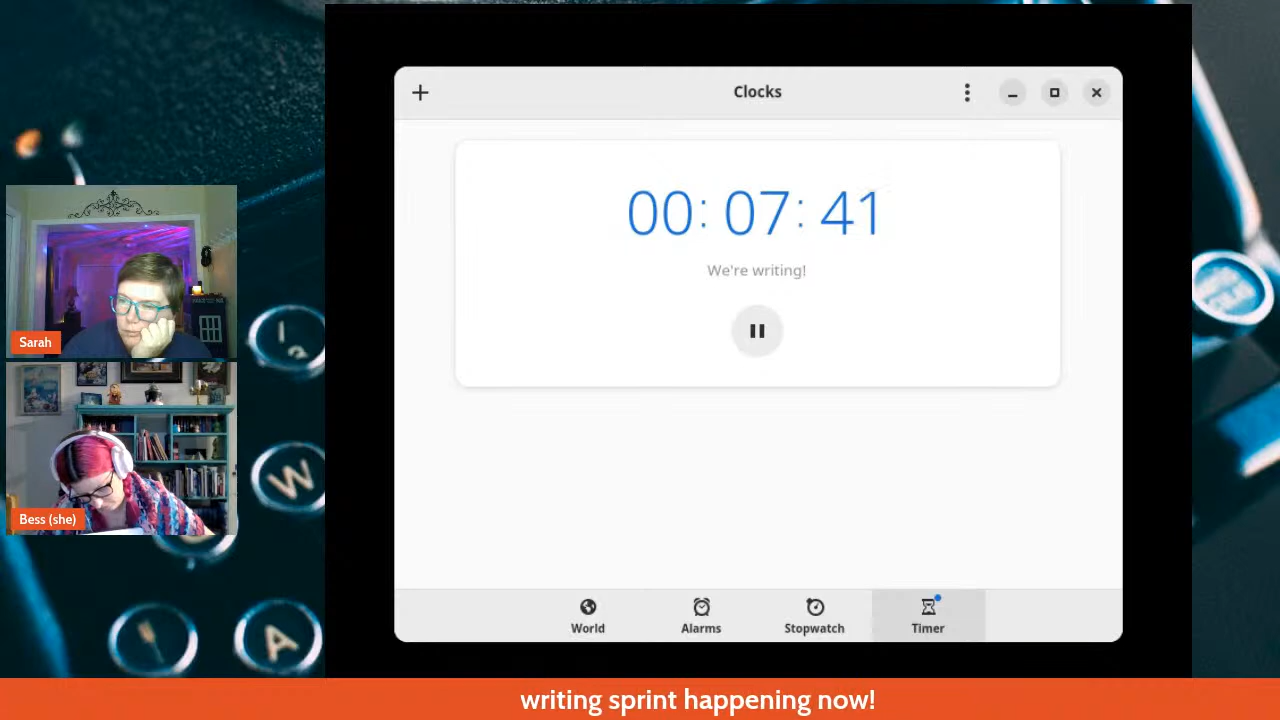 Clocks
00:07:41
We're writing!
World
Alarms
Stopwatch
Timer
Sarah
Bess (she)
I
W
A
writing sprint happening now!